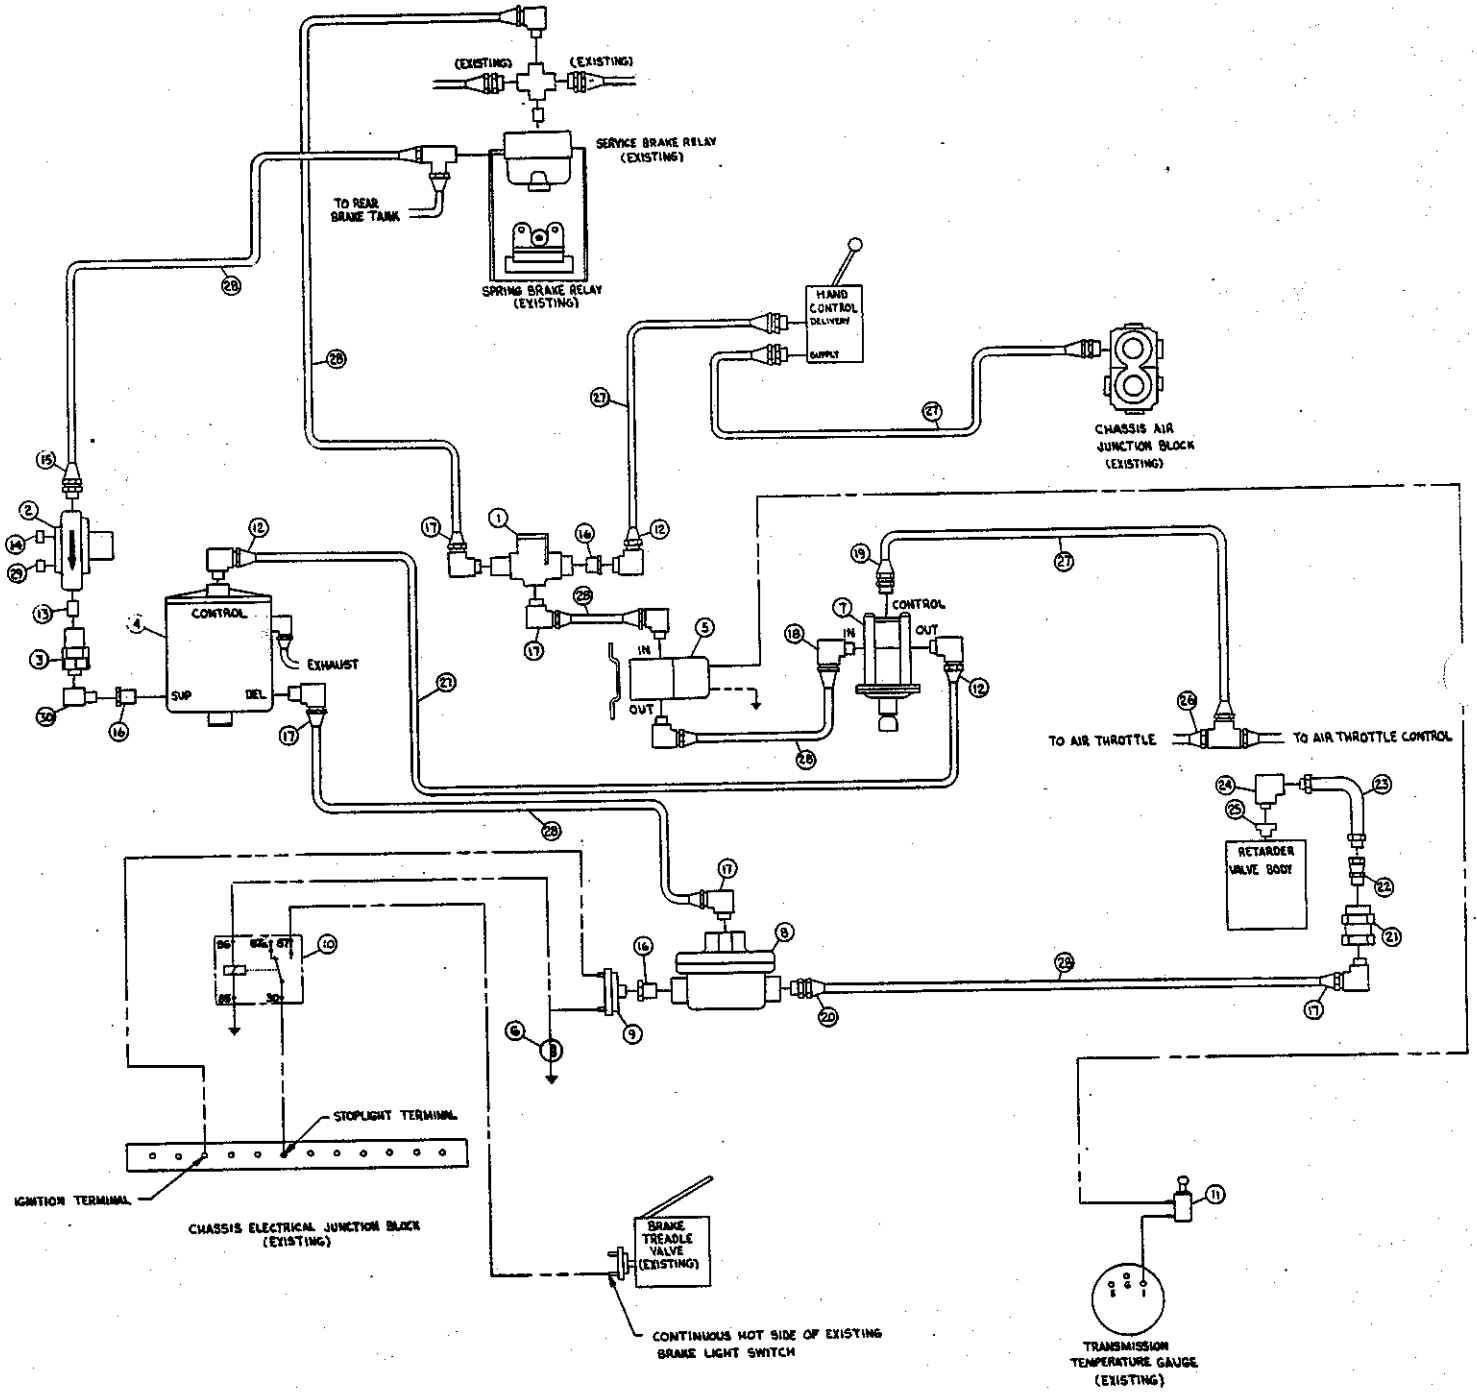 (EXISTING)
(EXISTING)
SERVICE BRAKE RELAY
(EXISTING)
TO REAR
BRAKE TANK
28
SPRING BRAKE RELAY
(EXISTING)
HAND
CONTROL
DELIVERY
SUPPLY
28
27
27
CHASSIS AIR
JUNCTION BLOCK
(EXISTING)
15
2
14
29
13
3
30
16
4
12
CONTROL
EXHAUST
SUP
DEL
17
17
1
16
12
28
17
27
IN
5
OUT
28
18
7
IN
CONTROL
OUT
19
12
27
26
TO AIR THROTTLE
TO AIR THROTTLE CONTROL
24
23
25
RETARDER
VALVE BODY
22
21
28
17
8
16
9
20
28
17
86
87A
87
10
85
30
6
STOPLIGHT TERMINAL
IGNITION TERMINAL
CHASSIS ELECTRICAL JUNCTION BLOCK
(EXISTING)
BRAKE
TREADLE
VALVE
(EXISTING)
CONTINUOUS HOT SIDE OF EXISTING
BRAKE LIGHT SWITCH
11
S
G
I
TRANSMISSION
TEMPERATURE GAUGE
(EXISTING)